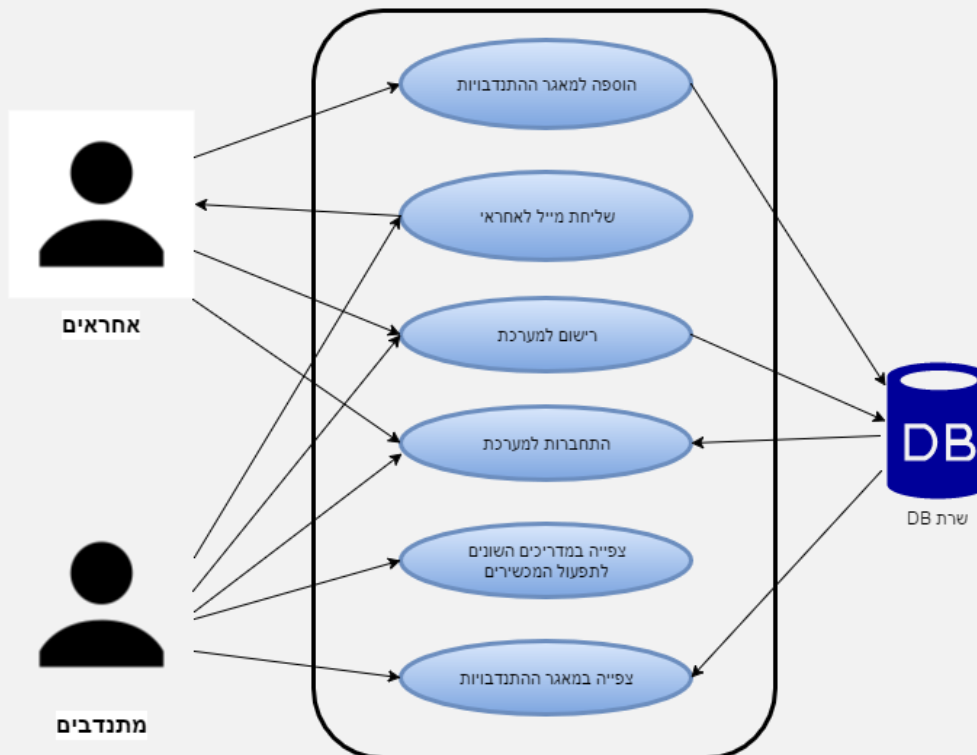 הוספה למאגר ההתנדבויות
שליחת מייל לאחראי
אחראים
רישום למערכת
התחברות למערכת
DB
שרת DB
צפייה במדריכים השונים
לתפעול המכשירים
צפייה במאגר ההתנדבויות
מתנדבים